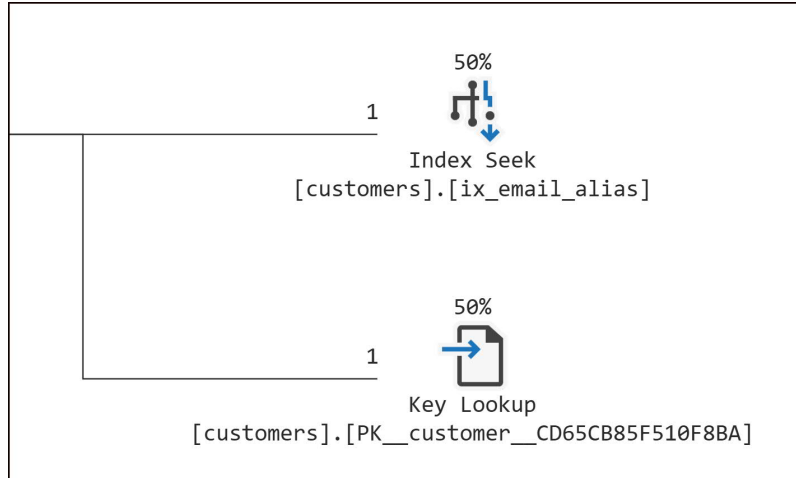 50%
1
Index Seek
[customers].[ix_email_alias]
50%
1
Key Lookup
[customers].[PK__customer__CD65CB85F510F8BA]